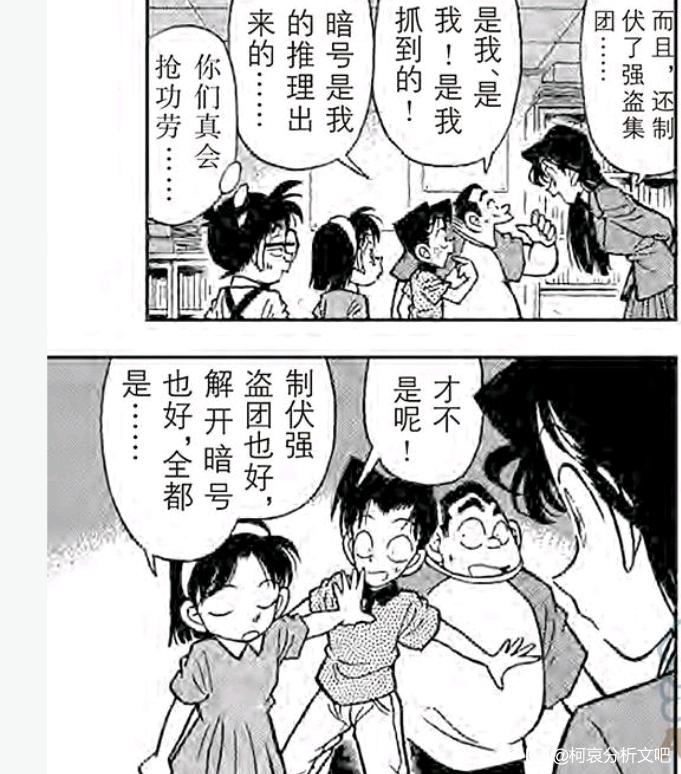 而且，还制
伏了强盗集
团……
是我、是
我！是我
抓到的！
暗号是我
的推理出
来的……
你们真会
抢功劳……
才不
是呢！
制伏强
盗团也好，
解开暗号
也好，全都
是……
@柯哀分析文吧